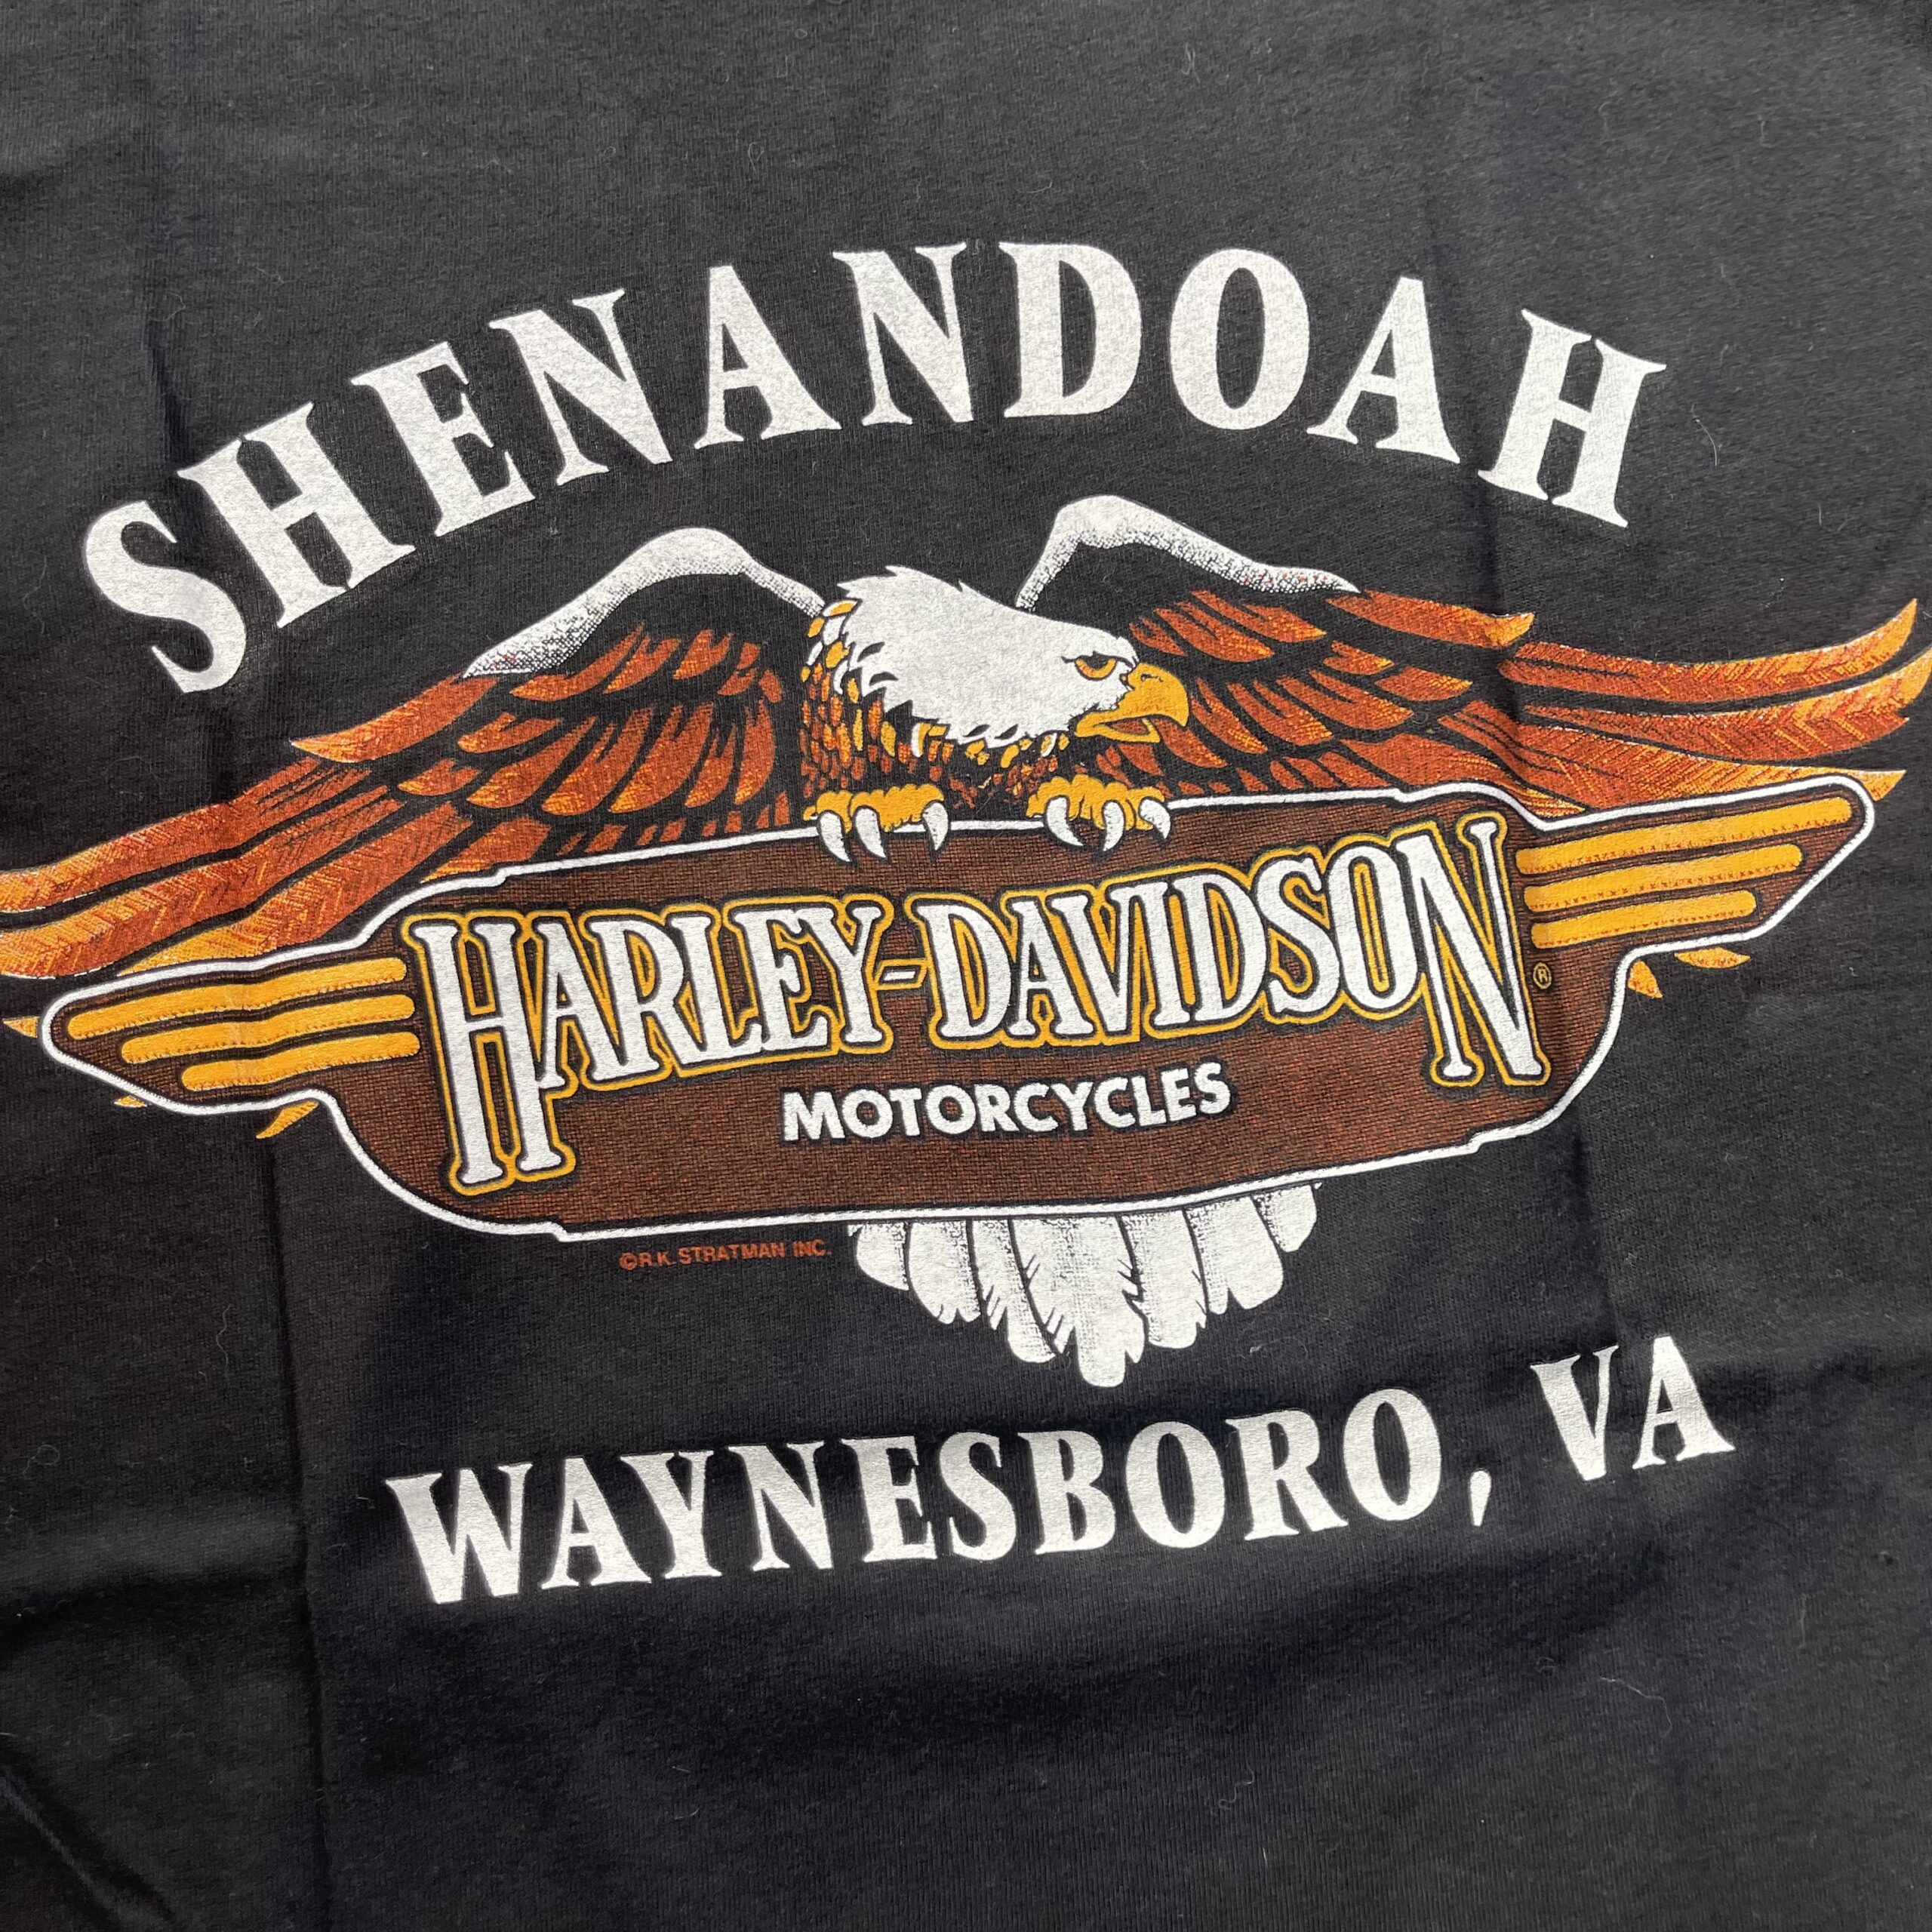 SHENANDOAH
HARLEY-DAVIDSON®
MOTORCYCLES
©R.K. STRATMAN INC.
WAYNESBORO, VA